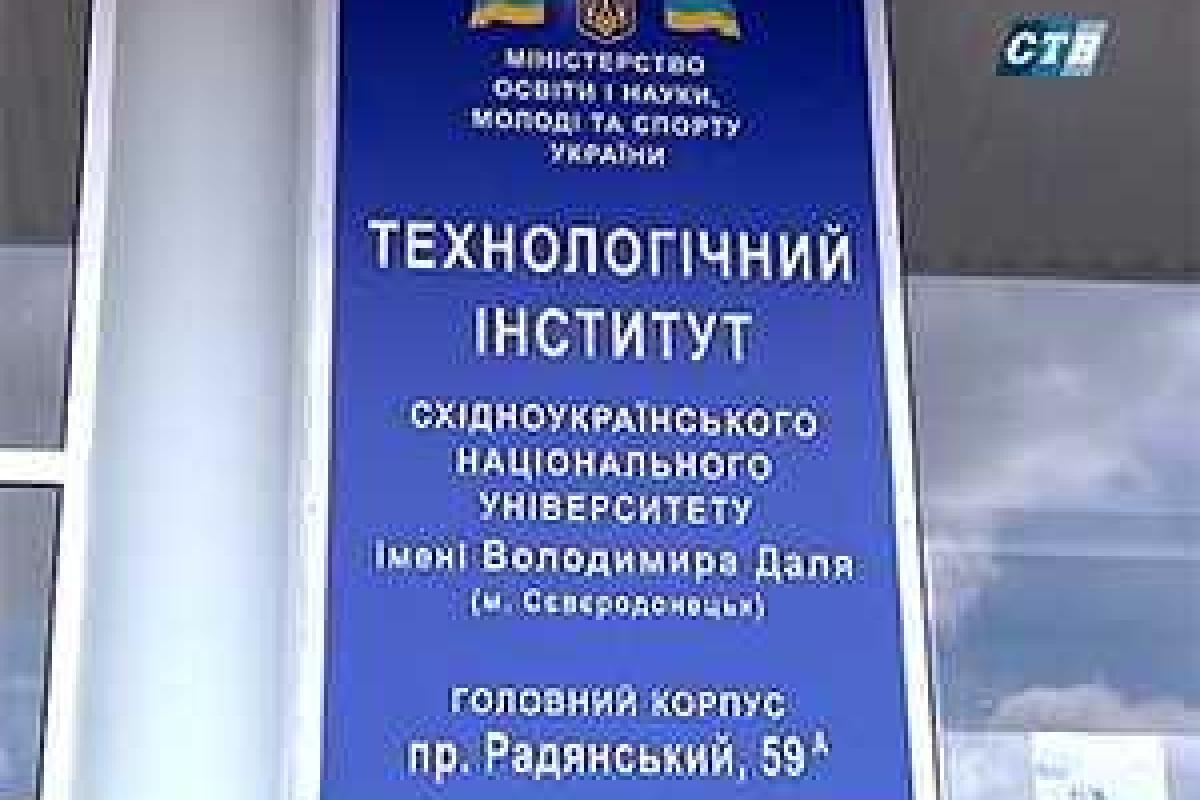 СТН
МІНІСТЕРСТВО
ОСВІТИ І НАУКИ,
МОЛОДІ ТА СПОРТУ
УКРАЇНИ
ТЕХНОЛОГІЧНИЙ
ІНСТИТУТ
СХІДНОУКРАЇНСЬКОГО
НАЦІОНАЛЬНОГО
УНІВЕРСИТЕТУ
імені Володимира Даля
(м. Сєвєродонецьк)
ГОЛОВНИЙ КОРПУС
пр. Радянський, 59А